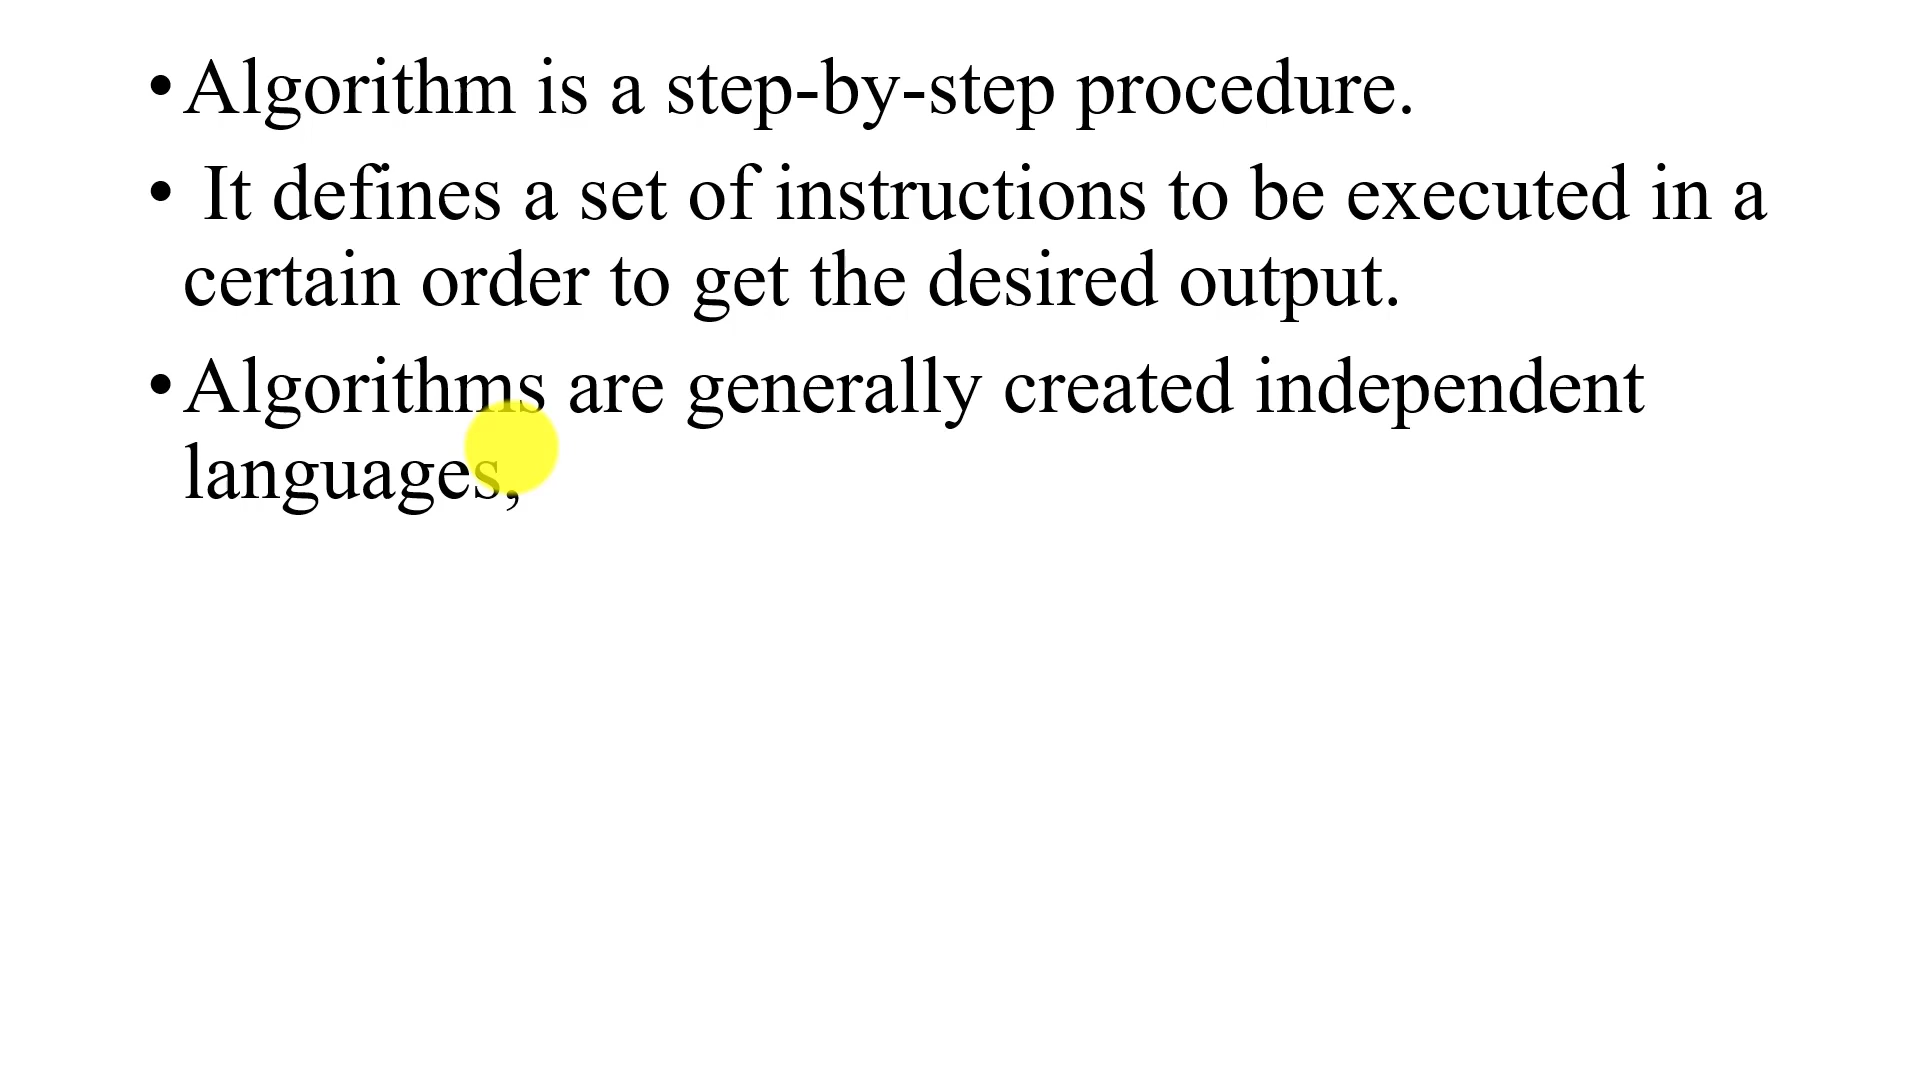 • Algorithm is a step-by-step procedure.
• It defines a set of instructions to be executed in a
certain order to get the desired output.
• Algorithms are generally created independent
languages,